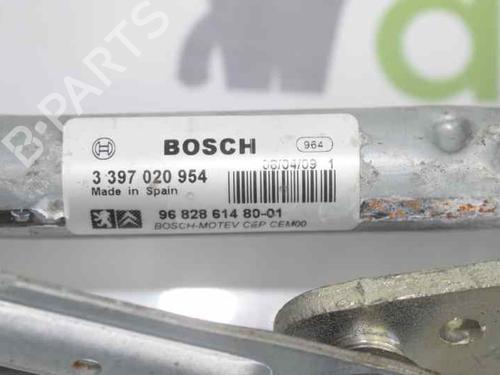 B-PARTS
BOSCH
964
3 397 020 954
06/04/09 1
Made in Spain
96 828 614 80-01
BOSCH-MOTEV CEP CEM00